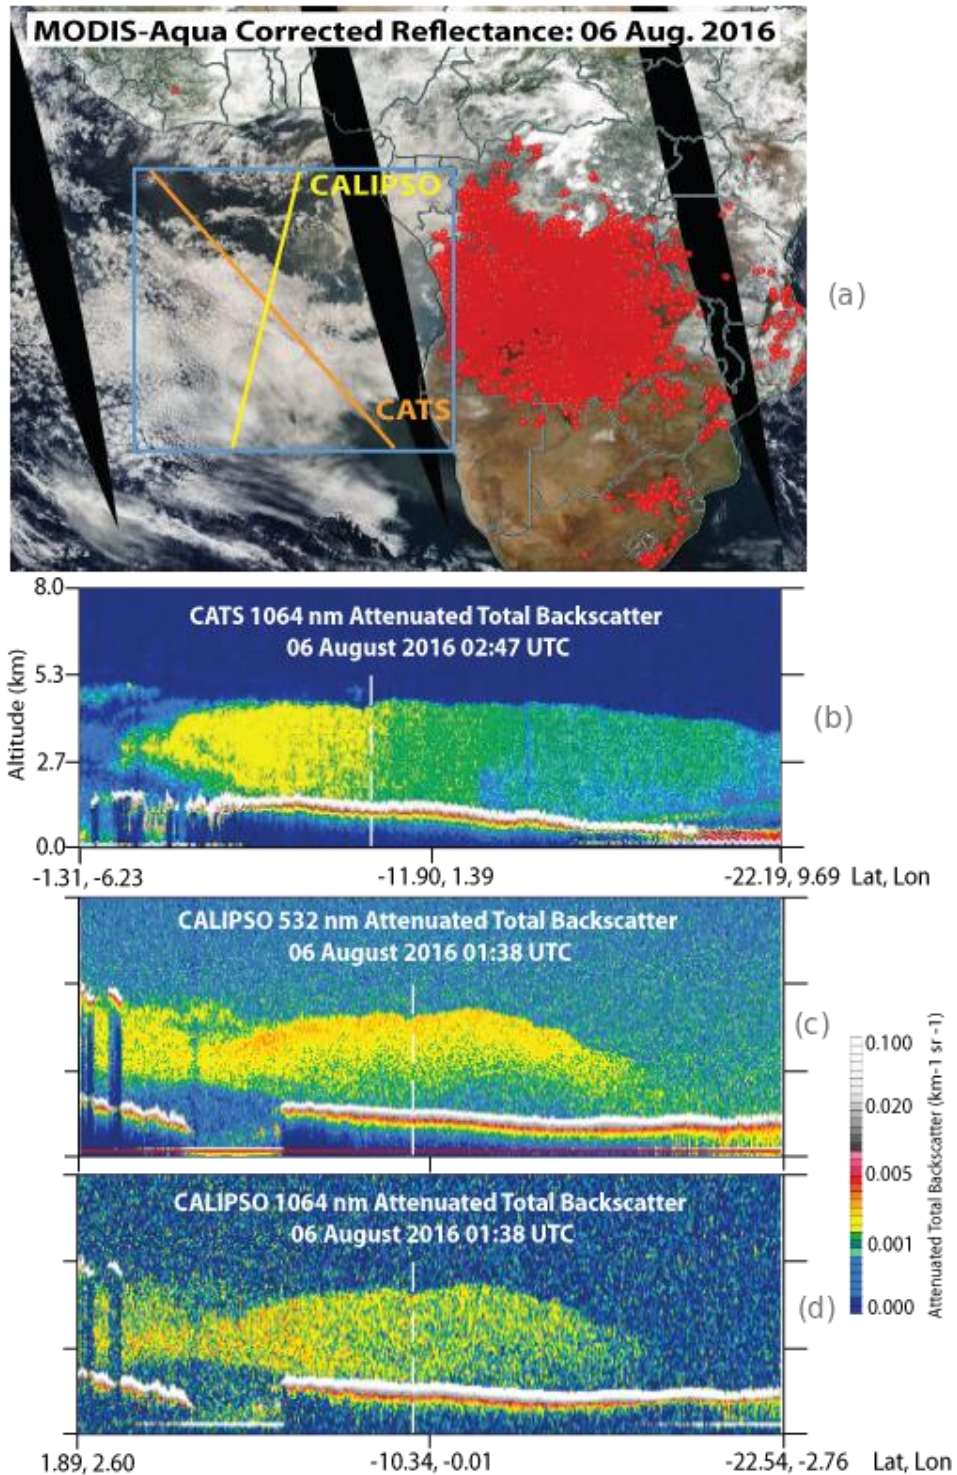 MODIS-Aqua Corrected Reflectance: 06 Aug. 2016
CALIPSO
CATS
(a)
8.0
5.3
2.7
0.0
Altitude (km)
CATS 1064 nm Attenuated Total Backscatter
06 August 2016 02:47 UTC
(b)
-1.31, -6.23
-11.90, 1.39
-22.19, 9.69 Lat, Lon
CALIPSO 532 nm Attenuated Total Backscatter
06 August 2016 01:38 UTC
(c)
CALIPSO 1064 nm Attenuated Total Backscatter
06 August 2016 01:38 UTC
(d)
0.100
0.020
0.005
0.001
0.000
Attenuated Total Backscatter (km-1 sr -1)
1.89, 2.60
-10.34, -0.01
-22.54, -2.76 Lat, Lon